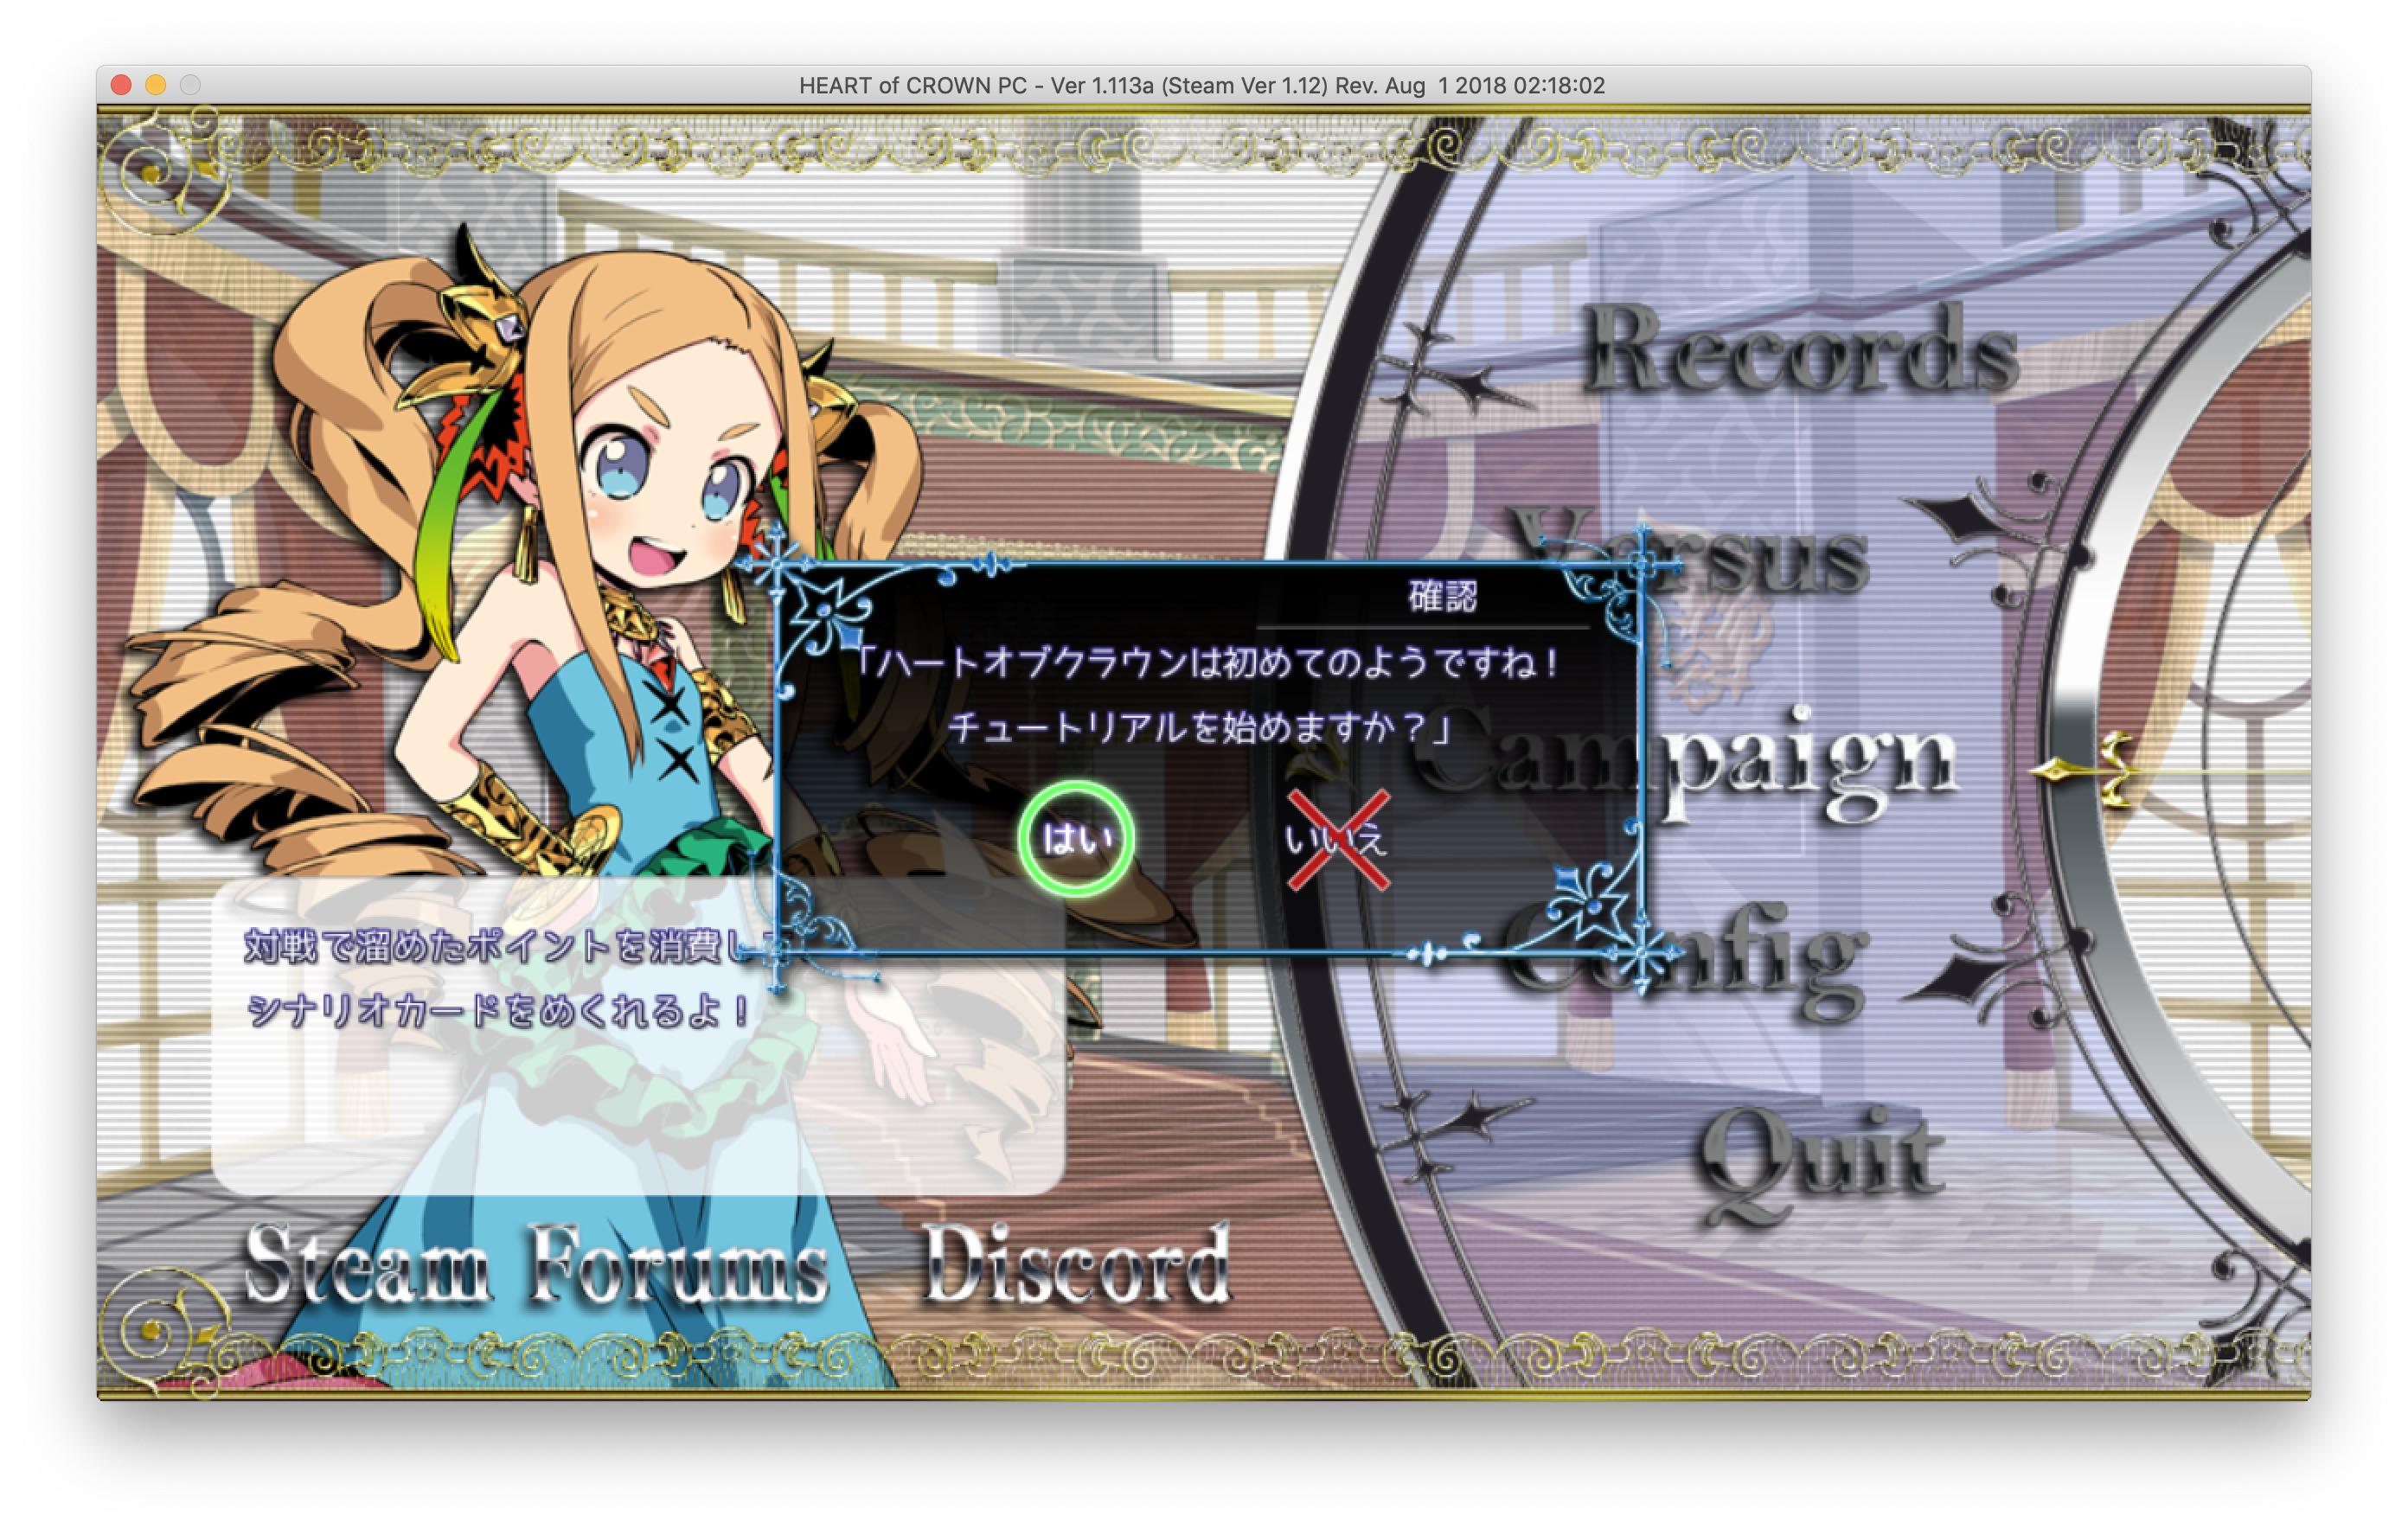 HEART of CROWN PC - Ver 1.113a (Steam Ver 1.12) Rev. Aug 1 2018 02:18:02
Records
Versus
確認
「ハートオブクラウンは初めてのようですね！
チュートリアルを始めますか？」
はい
いいえ
Campaign
Config
対戦で溜めたポイントを消費し
シナリオカードをめくれるよ！
Quit
Steam Forums
Discord